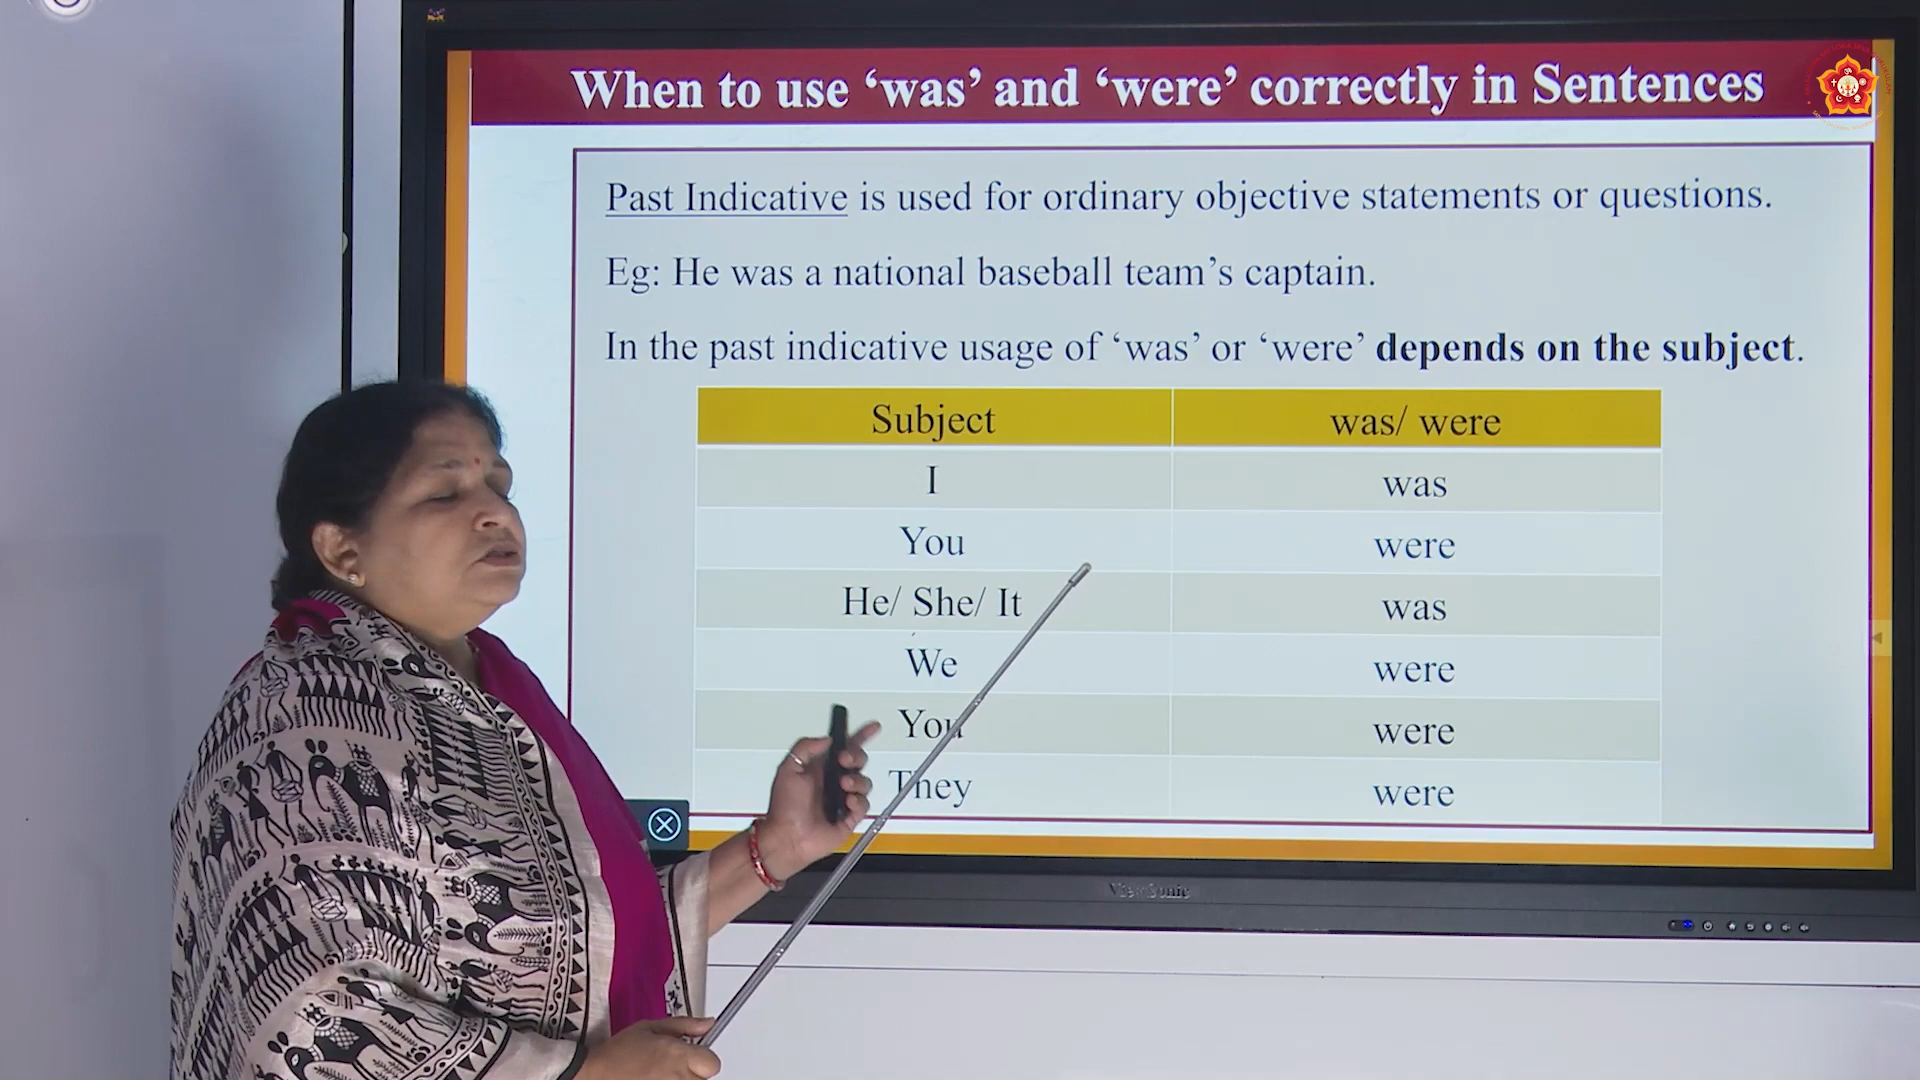 When to use ‘was’ and ‘were’ correctly in Sentences
Past Indicative is used for ordinary objective statements or questions.
Eg: He was a national baseball team’s captain.
In the past indicative usage of ‘was’ or ‘were’ depends on the subject.
Subject was/ were
I was
You were
He/ She/ It was
We were
You were
They were
ViewSonic